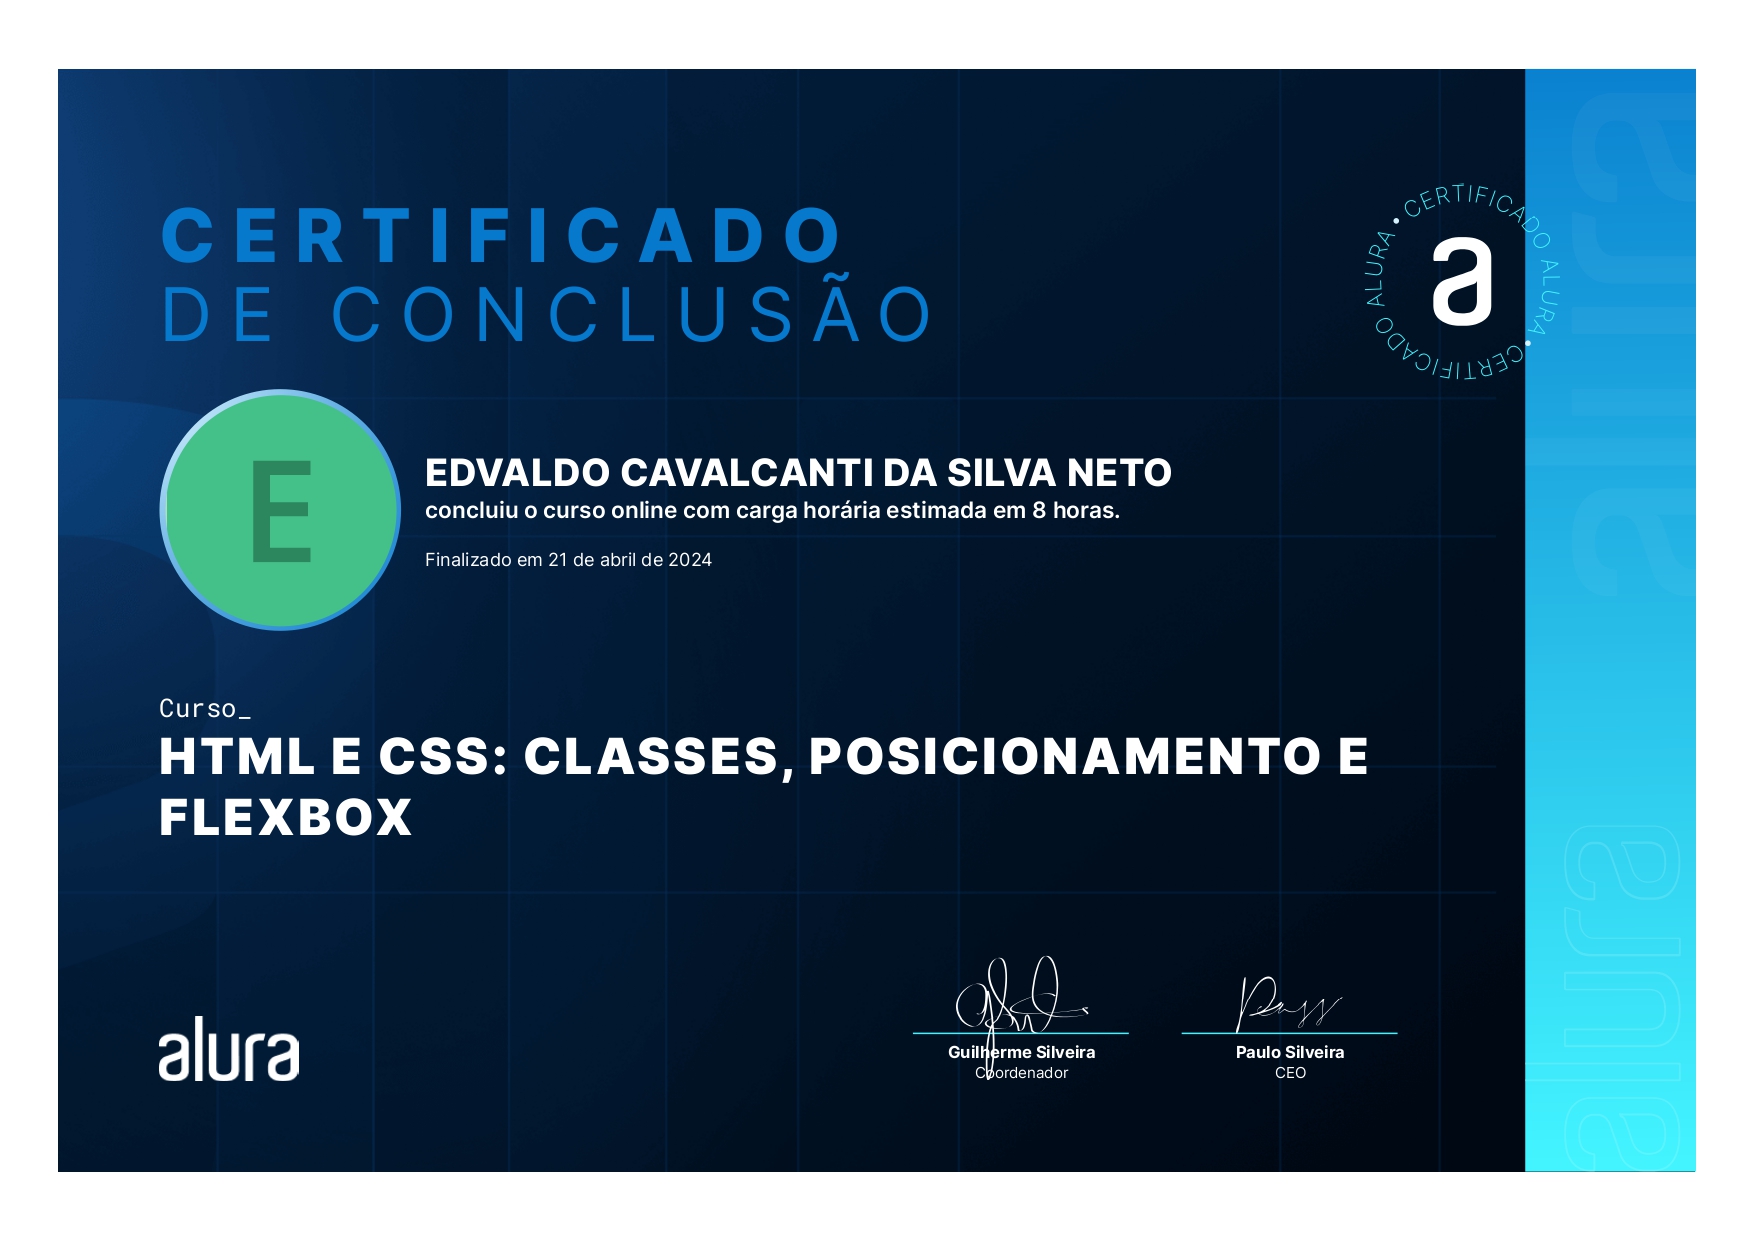 CERTIFICADO
DE CONCLUSÃO
CERTIFICADO ALURA • CERTIFICADO ALURA •
a
E
EDVALDO CAVALCANTI DA SILVA NETO
concluiu o curso online com carga horária estimada em 8 horas.
Finalizado em 21 de abril de 2024
Curso_
HTML E CSS: CLASSES, POSICIONAMENTO E
FLEXBOX
alura
Guilherme Silveira
Coordenador
Paulo Silveira
CEO
alura
alura